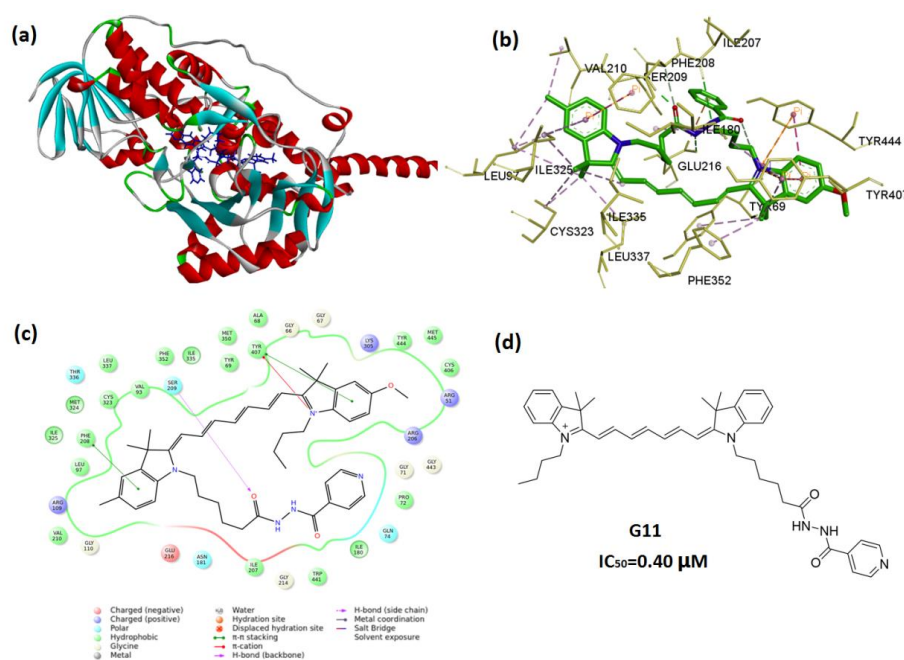 (a)
(b)
ILE207
VAL210
PHE208
SER209
ILE180
TYR444
LEU97
ILE325
GLU216
TYR407
CYS323
ILE335
TYR69
LEU337
PHE352
(c)
ALA 68
GLY 66
GLY 67
MET 350
TYR 407
LYS 305
TYR 444
MET 445
PHE 352
ILE 335
TYR 69
CYS 406
LEU 337
THR 336
VAL 93
SER 209
CYS 323
ARG 51
MET 324
ILE 325
PHE 208
ARG 206
LEU 97
GLY 71
GLY 443
ARG 109
PRO 72
VAL 210
GLY 110
GLU 216
ASN 181
ILE 207
GLY 214
TRP 441
ILE 180
GLN 74
N⁺
O
N
N
O
NH
NH
O
N
Charged (negative)
Charged (positive)
Polar
Hydrophobic
Glycine
Metal
Water
Hydration site
Displaced hydration site
π-π stacking
π-cation
H-bond (backbone)
H-bond (side chain)
Metal coordination
Salt Bridge
Solvent exposure
(d)
N
+
N
O
HN
NH
O
N
G11
IC₅₀=0.40 μM